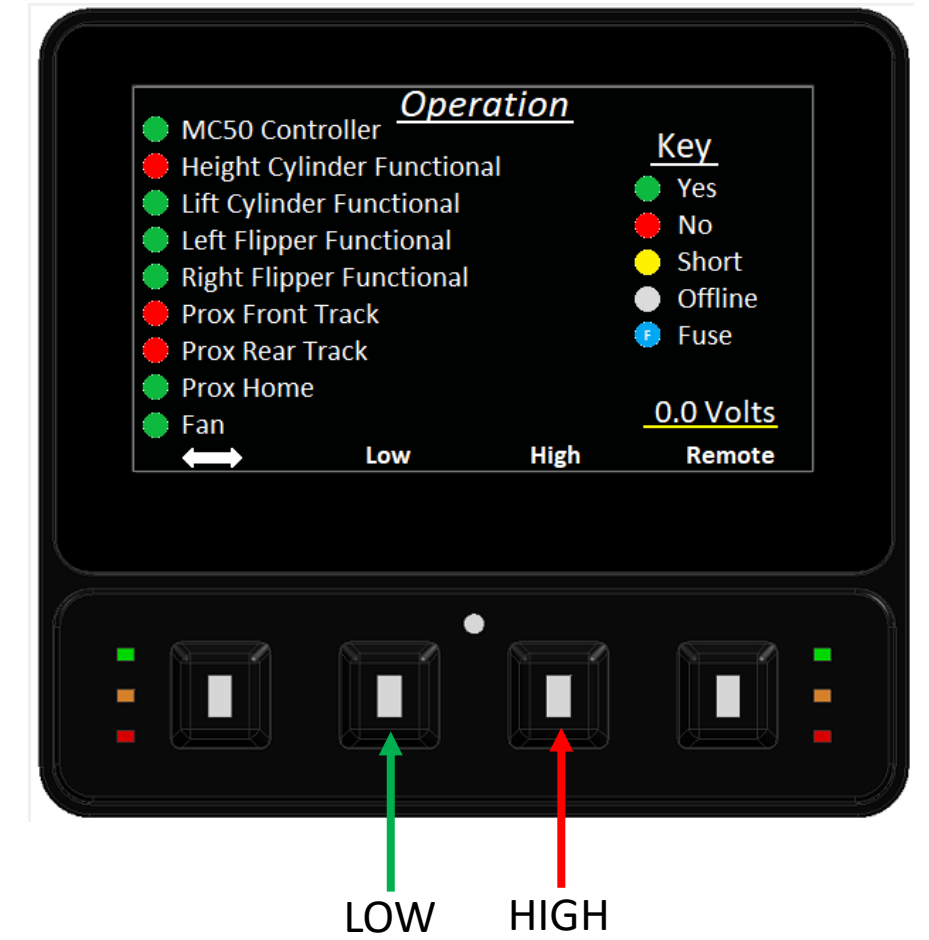 Operation
MC50 Controller
Height Cylinder Functional
Lift Cylinder Functional
Left Flipper Functional
Right Flipper Functional
Prox Front Track
Prox Rear Track
Prox Home
Fan
Key
Yes
No
Short
Offline
F Fuse
0.0 Volts
Low High Remote
LOW HIGH